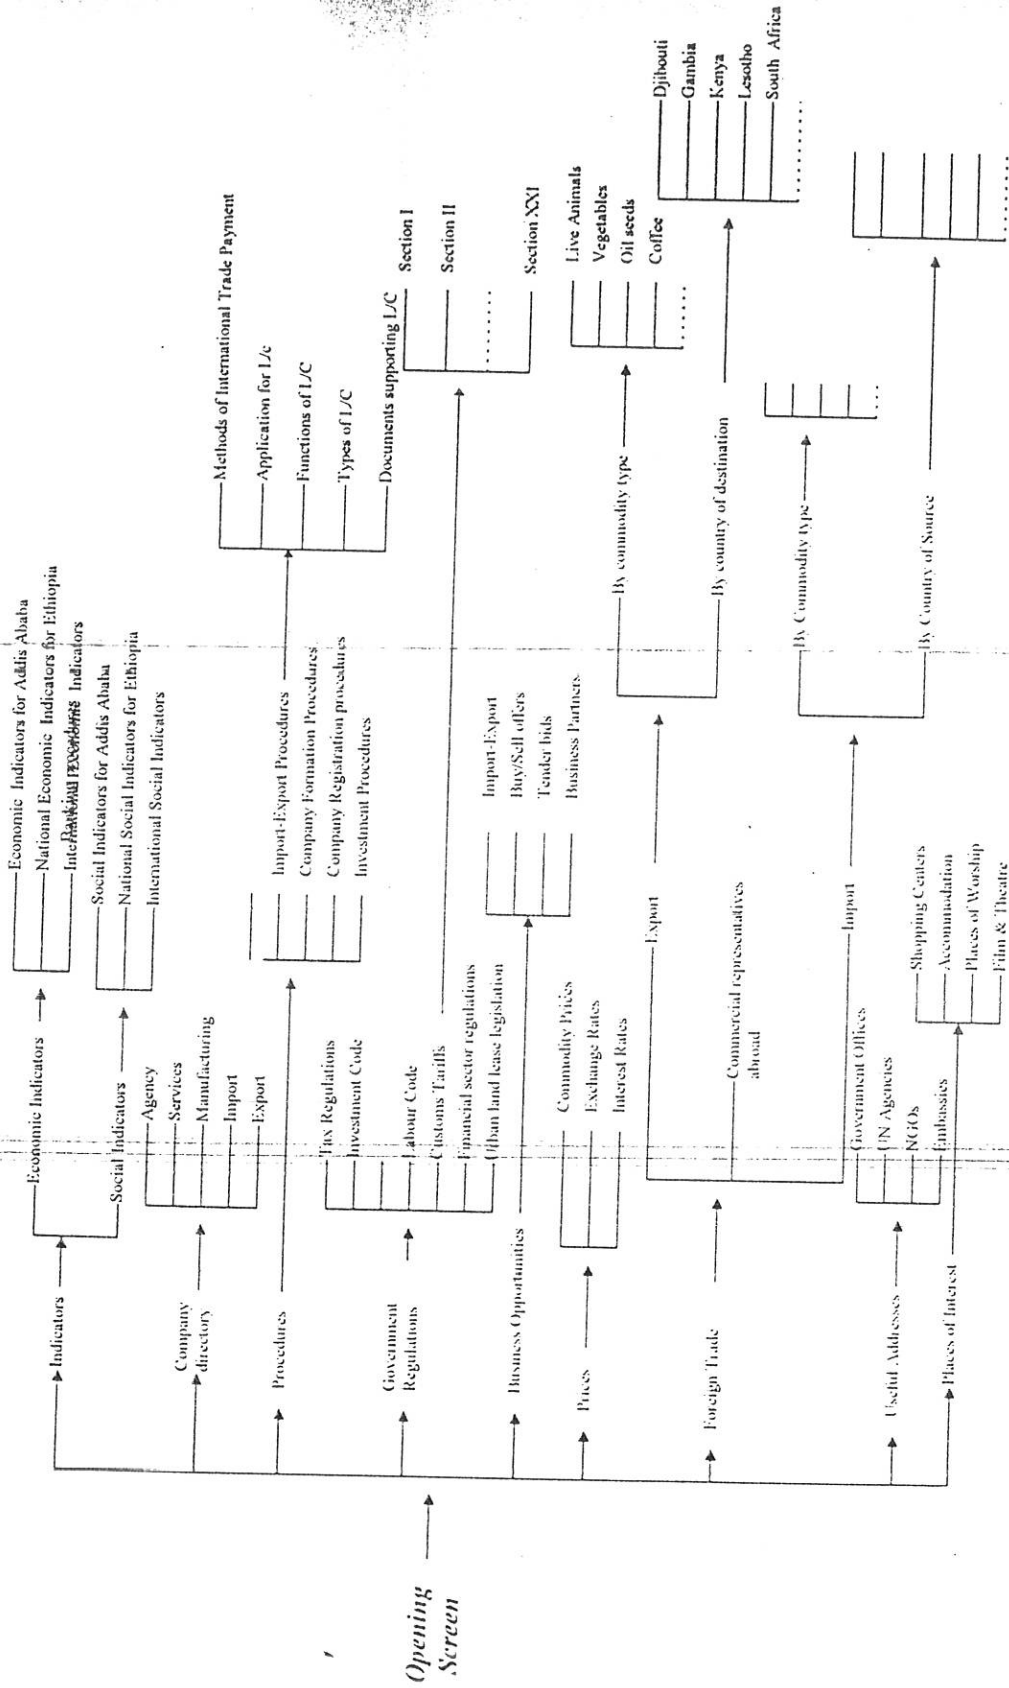 Opening
Screen
Indicators
Economic Indicators
Economic Indicators for Addis Ababa
National Economic Indicators for Ethiopia
International Economic Indicators
Banking procedures
Social Indicators
Social Indicators for Addis Ababa
National Social Indicators for Ethiopia
International Social Indicators
Company
directory
Agency
Services
Manufacturing
Import
Export
Procedures
Import-Export Procedures
Company Formation Procedures
Company Registration procedures
Investment Procedures
Methods of International Trade Payment
Application for L/c
Functions of L/C
Types of L/C
Documents supporting L/C
Government
Regulations
Tax Regulations
Investment Code
Labour Code
Customs Tariffs
Financial sector regulations
Urban land lease legislation
Section I
Section II
.......
Section XXI
Business Opportunities
Import-Export
Buy/Sell offers
Tender bids
Business Partners
Prices
Commodity Prices
Exchange Rates
Interest Rates
Foreign Trade
Export
By commodity type
Live Animals
Vegetables
Oil seeds
Coffee
.......
By country of destination
Djibouti
Gambia
Kenya
Lesotho
South Africa
..........
Commercial representatives
abroad
Import
By Commodity type
....
By Country of Source
........
Useful Addresses
Government Offices
UN Agencies
NGOs
Embassies
Places of Interest
Shopping Centers
Accommodation
Places of Worship
Film & Theatre